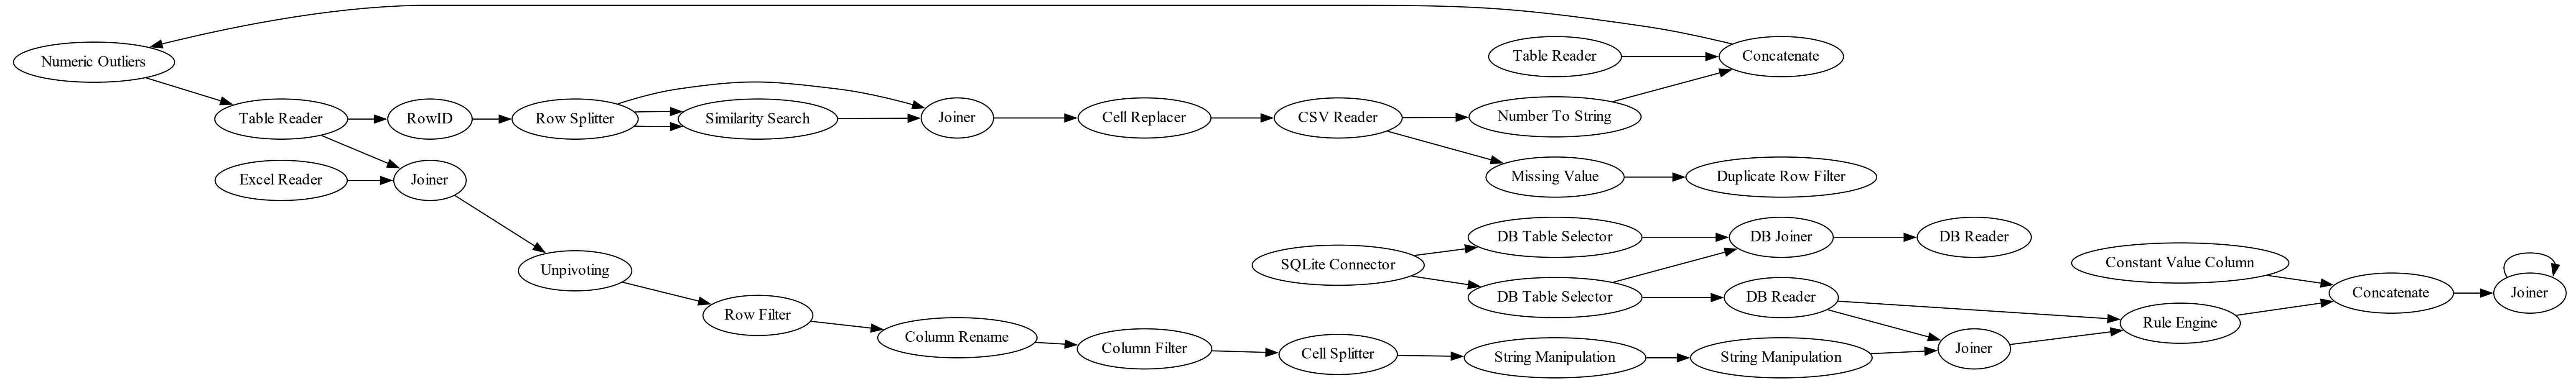 Numeric Outliers
Table Reader
Concatenate
Table Reader
RowID
Row Splitter
Similarity Search
Joiner
Cell Replacer
CSV Reader
Number To String
Excel Reader
Joiner
Missing Value
Duplicate Row Filter
DB Table Selector
DB Joiner
DB Reader
SQLite Connector
Constant Value Column
Unpivoting
DB Table Selector
DB Reader
Concatenate
Joiner
Row Filter
Rule Engine
Column Rename
Column Filter
Cell Splitter
String Manipulation
String Manipulation
Joiner